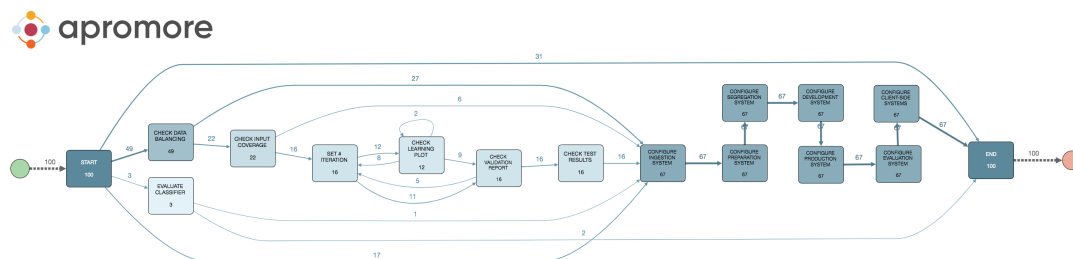 apromore
31
27
6
2
100
START
100
49
3
CHECK DATA
BALANCING
49
22
CHECK INPUT
COVERAGE
22
16
SET #
ITERATION
16
12
8
CHECK
LEARNING
PLOT
12
9
5
11
CHECK
VALIDATION
REPORT
16
16
CHECK TEST
RESULTS
16
16
EVALUATE
CLASSIFIER
3
1
2
17
CONFIGURE
INGESTION
SYSTEM
67
67
CONFIGURE
PREPARATION
SYSTEM
67
67
CONFIGURE
SEGREGATION
SYSTEM
67
67
CONFIGURE
DEVELOPMENT
SYSTEM
67
67
CONFIGURE
PRODUCTION
SYSTEM
67
67
CONFIGURE
EVALUATION
SYSTEM
67
67
CONFIGURE
CLIENT-SIDE
SYSTEMS
67
67
END
100
100